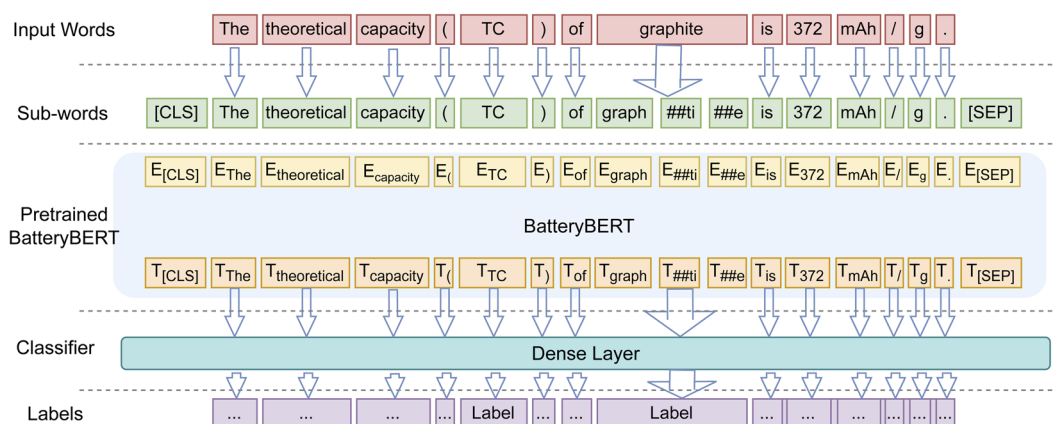 Input Words The theoretical capacity ( TC ) of graphite is 372 mAh / g .
Sub-words [CLS] The theoretical capacity ( TC ) of graph ##ti ##e is 372 mAh / g . [SEP]
E[CLS] EThe Etheoretical Ecapacity E( ETC E) Eof Egraph E##ti E##e Eis E372 EmAh E/ Eg E. E[SEP]
Pretrained
BatteryBERT
BatteryBERT
T[CLS] TThe Ttheoretical Tcapacity T( TTC T) Tof Tgraph T##ti T##e Tis T372 TmAh T/ Tg T. T[SEP]
Classifier Dense Layer
Labels ... ... ... ... Label ... ... Label ... ... ... ... ... ...